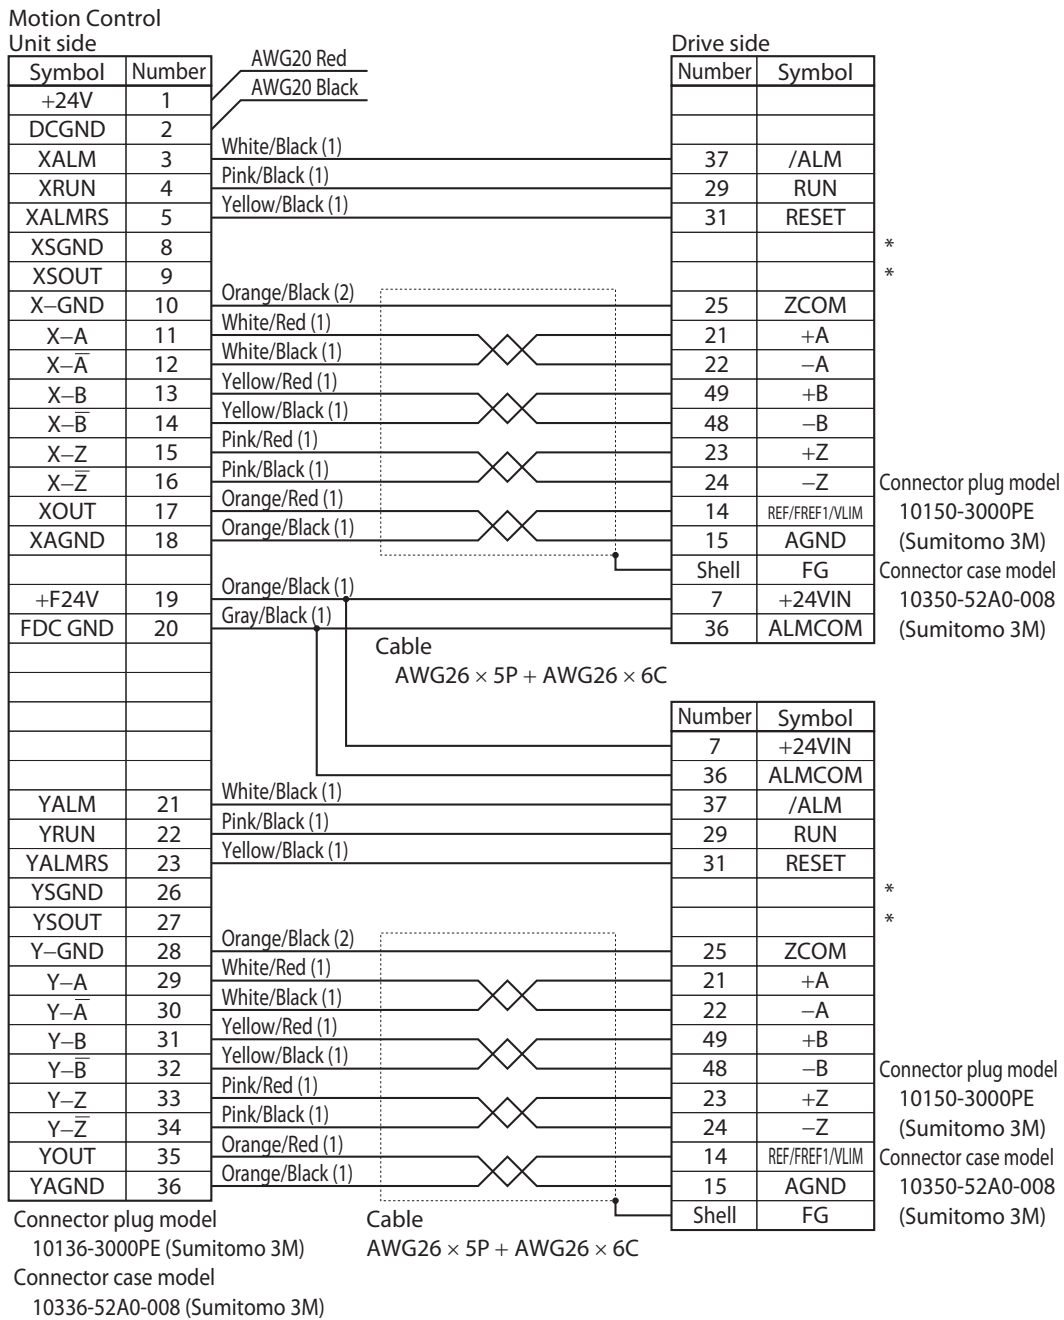 Motion Control
Unit side
Drive side
Symbol Number AWG20 Red Number Symbol
+24V 1 AWG20 Black
DCGND 2
XALM 3 White/Black (1) 37 /ALM
XRUN 4 Pink/Black (1) 29 RUN
XALMRS 5 Yellow/Black (1) 31 RESET
XSGND 8 *
XSOUT 9 *
X−GND 10 Orange/Black (2) 25 ZCOM
X−A 11 White/Red (1) 21 +A
X−A̅ 12 White/Black (1) 22 −A
X−B 13 Yellow/Red (1) 49 +B
X−B̅ 14 Yellow/Black (1) 48 −B
X−Z 15 Pink/Red (1) 23 +Z
X−Z̅ 16 Pink/Black (1) 24 −Z Connector plug model
XOUT 17 Orange/Red (1) 14 REF/FREF1/VLIM 10150-3000PE
XAGND 18 Orange/Black (1) 15 AGND (Sumitomo 3M)
Shell FG Connector case model
+F24V 19 Orange/Black (1) 7 +24VIN 10350-52A0-008
FDC GND 20 Gray/Black (1) 36 ALMCOM (Sumitomo 3M)
Cable
AWG26 × 5P + AWG26 × 6C
Number Symbol
7 +24VIN
36 ALMCOM
YALM 21 White/Black (1) 37 /ALM
YRUN 22 Pink/Black (1) 29 RUN
YALMRS 23 Yellow/Black (1) 31 RESET
YSGND 26 *
YSOUT 27 *
Y−GND 28 Orange/Black (2) 25 ZCOM
Y−A 29 White/Red (1) 21 +A
Y−A̅ 30 White/Black (1) 22 −A
Y−B 31 Yellow/Red (1) 49 +B
Y−B̅ 32 Yellow/Black (1) 48 −B Connector plug model
Y−Z 33 Pink/Red (1) 23 +Z 10150-3000PE
Y−Z̅ 34 Pink/Black (1) 24 −Z (Sumitomo 3M)
YOUT 35 Orange/Red (1) 14 REF/FREF1/VLIM Connector case model
YAGND 36 Orange/Black (1) 15 AGND 10350-52A0-008
Shell FG (Sumitomo 3M)
Connector plug model
10136-3000PE (Sumitomo 3M)
Connector case model
10336-52A0-008 (Sumitomo 3M)
Cable
AWG26 × 5P + AWG26 × 6C